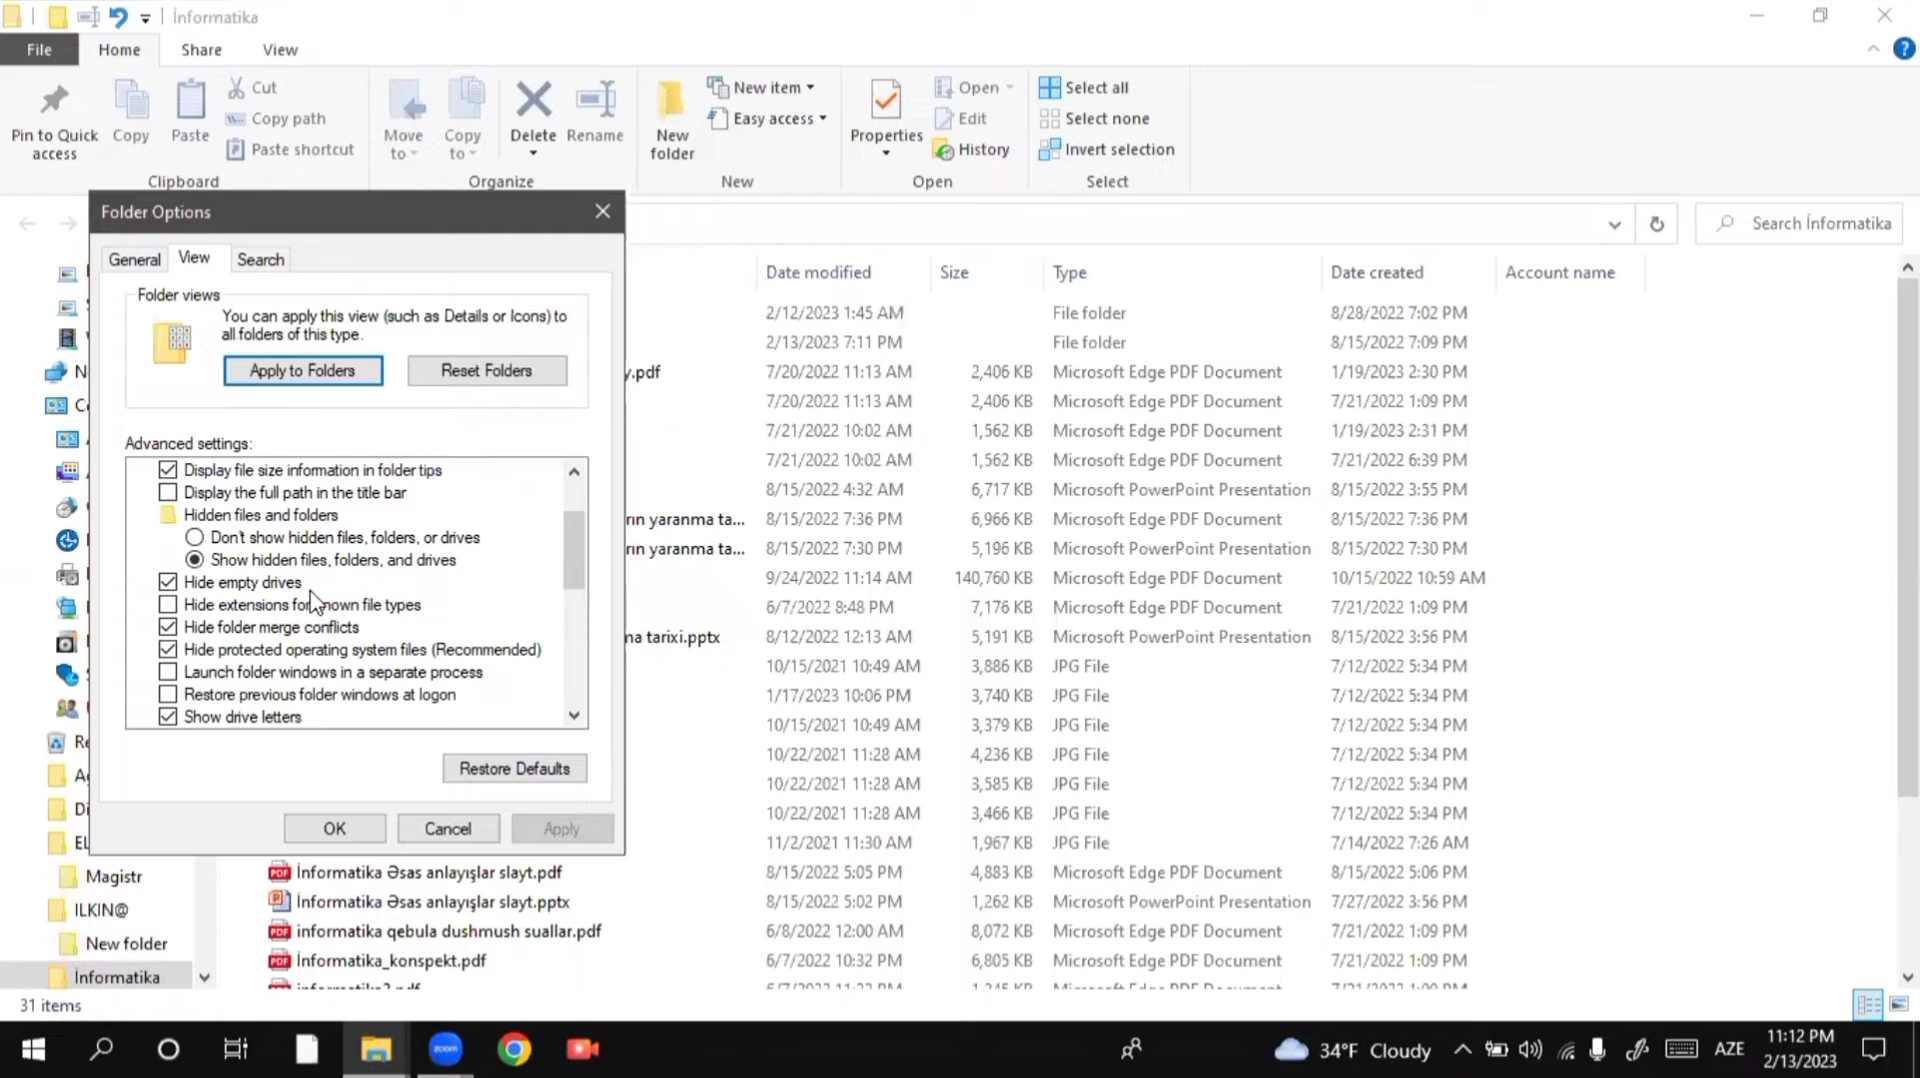 İnformatika
File Home Share View
Pin to Quick access
Copy
Paste
Cut
Copy path
Paste shortcut
Clipboard
Move to
Copy to
Delete
Rename
Organize
New folder
New item
Easy access
New
Properties
Open
Edit
History
Open
Select all
Select none
Invert selection
Select
Search İnformatika
Folder Options
General View Search
Folder views
You can apply this view (such as Details or Icons) to
all folders of this type.
Apply to Folders Reset Folders
Advanced settings:
Display file size information in folder tips
Display the full path in the title bar
Hidden files and folders
Don't show hidden files, folders, or drives
Show hidden files, folders, and drives
Hide empty drives
Hide extensions for known file types
Hide folder merge conflicts
Hide protected operating system files (Recommended)
Launch folder windows in a separate process
Restore previous folder windows at logon
Show drive letters
Restore Defaults
OK Cancel Apply
Date modified Size Type Date created Account name
2/12/2023 1:45 AM File folder 8/28/2022 7:02 PM
2/13/2023 7:11 PM File folder 8/15/2022 7:09 PM
y.pdf 7/20/2022 11:13 AM 2,406 KB Microsoft Edge PDF Document 1/19/2023 2:30 PM
7/20/2022 11:13 AM 2,406 KB Microsoft Edge PDF Document 7/21/2022 1:09 PM
7/21/2022 10:02 AM 1,562 KB Microsoft Edge PDF Document 1/19/2023 2:31 PM
7/21/2022 10:02 AM 1,562 KB Microsoft Edge PDF Document 7/21/2022 6:39 PM
8/15/2022 4:32 AM 6,717 KB Microsoft PowerPoint Presentation 8/15/2022 3:55 PM
rın yaranma ta... 8/15/2022 7:36 PM 6,966 KB Microsoft Edge PDF Document 8/15/2022 7:36 PM
rın yaranma ta... 8/15/2022 7:30 PM 5,196 KB Microsoft PowerPoint Presentation 8/15/2022 7:30 PM
9/24/2022 11:14 AM 140,760 KB Microsoft Edge PDF Document 10/15/2022 10:59 AM
6/7/2022 8:48 PM 7,176 KB Microsoft Edge PDF Document 7/21/2022 1:09 PM
na tarixi.pptx 8/12/2022 12:13 AM 5,191 KB Microsoft PowerPoint Presentation 8/15/2022 3:56 PM
10/15/2021 10:49 AM 3,886 KB JPG File 7/12/2022 5:34 PM
1/17/2023 10:06 PM 3,740 KB JPG File 7/12/2022 5:34 PM
10/15/2021 10:49 AM 3,379 KB JPG File 7/12/2022 5:34 PM
10/22/2021 11:28 AM 4,236 KB JPG File 7/12/2022 5:34 PM
10/22/2021 11:28 AM 3,585 KB JPG File 7/12/2022 5:34 PM
10/22/2021 11:28 AM 3,466 KB JPG File 7/12/2022 5:34 PM
11/2/2021 11:30 AM 1,967 KB JPG File 7/14/2022 7:26 AM
İnformatika Əsas anlayışlar slayt.pdf 8/15/2022 5:05 PM 4,883 KB Microsoft Edge PDF Document 8/15/2022 5:06 PM
İnformatika Əsas anlayışlar slayt.pptx 8/15/2022 5:02 PM 1,262 KB Microsoft PowerPoint Presentation 7/27/2022 3:56 PM
informatika qebula dushmush suallar.pdf 6/8/2022 12:00 AM 8,072 KB Microsoft Edge PDF Document 7/21/2022 1:09 PM
İnformatika_konspekt.pdf 6/7/2022 10:32 PM 6,805 KB Microsoft Edge PDF Document 7/21/2022 1:09 PM
Magistr
ILKIN@
New folder
İnformatika
31 items
zoom
34°F Cloudy
AZE
11:12 PM
2/13/2023